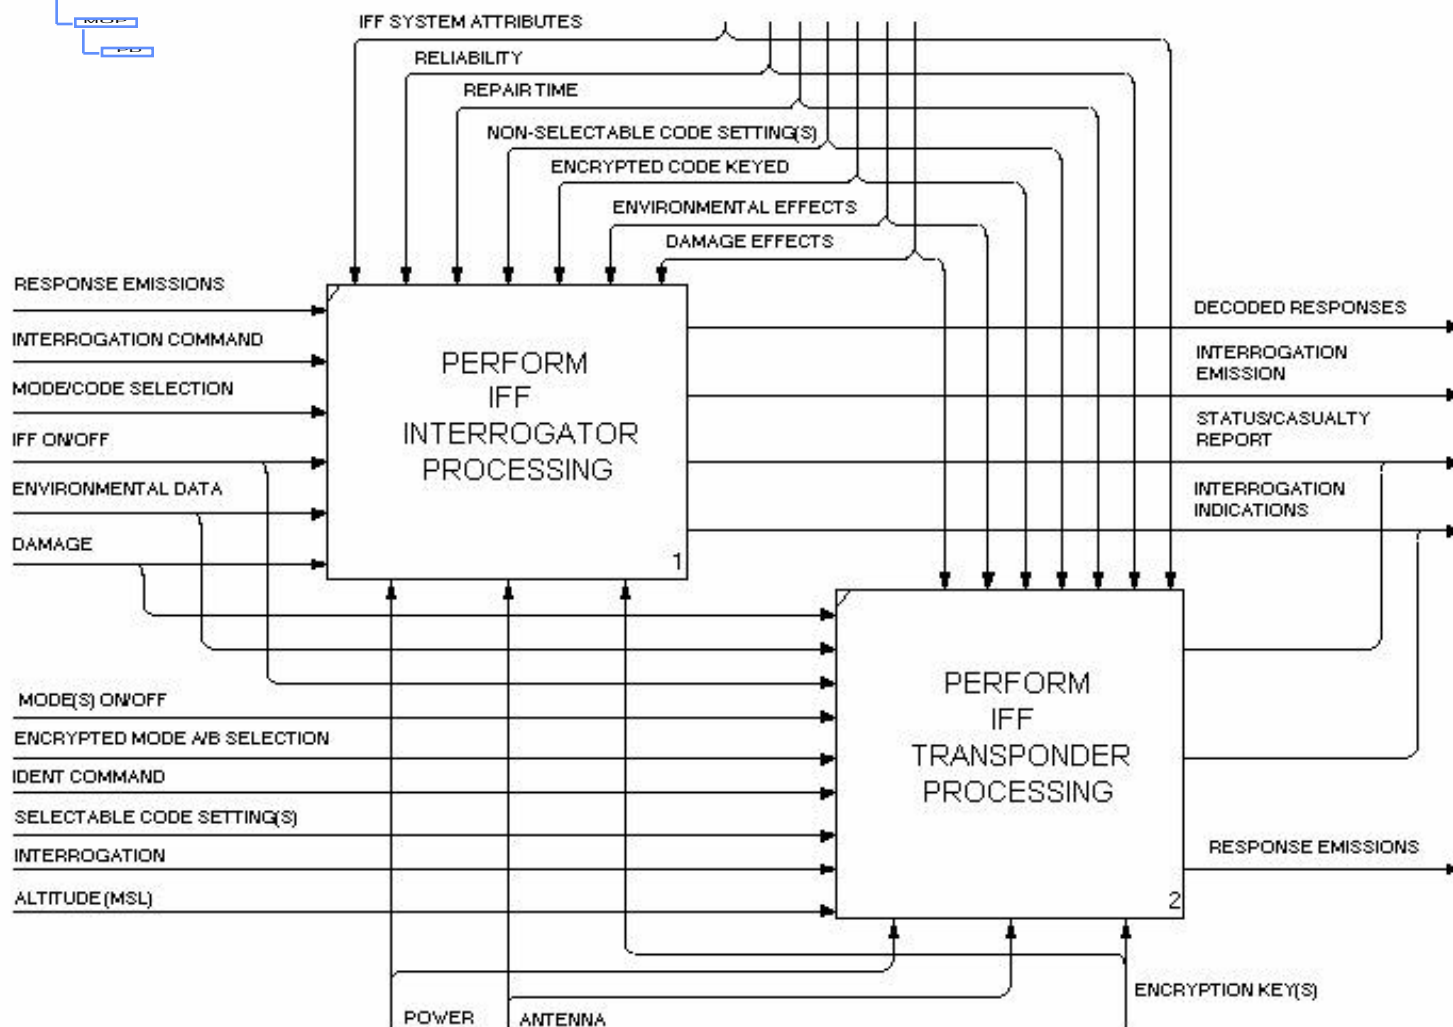 IFF SYSTEM ATTRIBUTES
RELIABILITY
REPAIR TIME
NON-SELECTABLE CODE SETTING(S)
ENCRYPTED CODE KEYED
ENVIRONMENTAL EFFECTS
DAMAGE EFFECTS
RESPONSE EMISSIONS
INTERROGATION COMMAND
MODE/CODE SELECTION
IFF ON/OFF
ENVIRONMENTAL DATA
DAMAGE
PERFORM
IFF
INTERROGATOR
PROCESSING
1
DECODED RESPONSES
INTERROGATION
EMISSION
STATUS/CASUALTY
REPORT
INTERROGATION
INDICATIONS
MODE(S) ON/OFF
ENCRYPTED MODE A/B SELECTION
IDENT COMMAND
SELECTABLE CODE SETTING(S)
INTERROGATION
ALTITUDE (MSL)
PERFORM
IFF
TRANSPONDER
PROCESSING
2
RESPONSE EMISSIONS
POWER
ANTENNA
ENCRYPTION KEY(S)